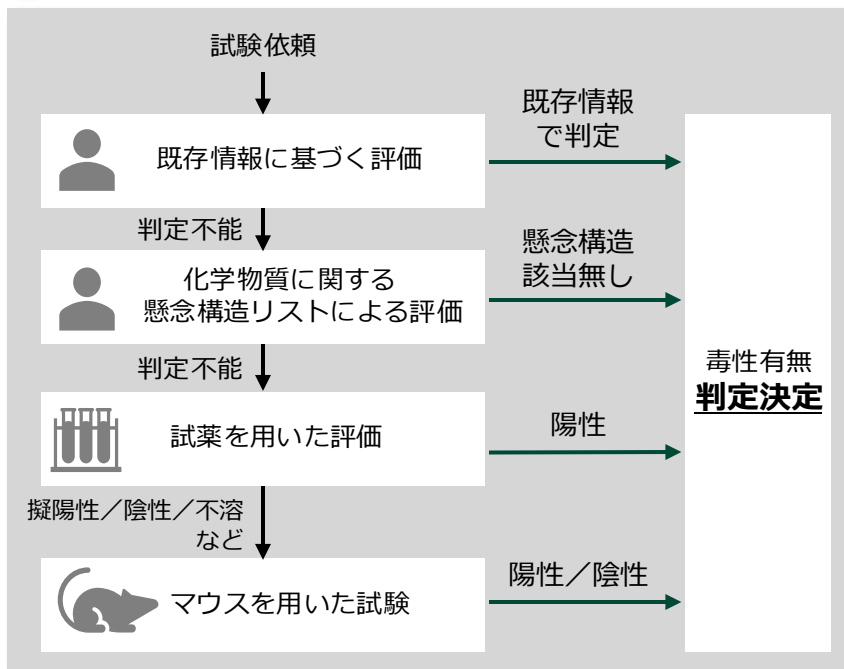 試験依頼
既存情報に基づく評価
既存情報
で判定
判定不能
化学物質に関する
懸念構造リストによる評価
懸念構造
該当無し
判定不能
試薬を用いた評価
陽性
擬陽性／陰性／不溶
など
マウスを用いた試験
陽性／陰性
毒性有無
判定決定